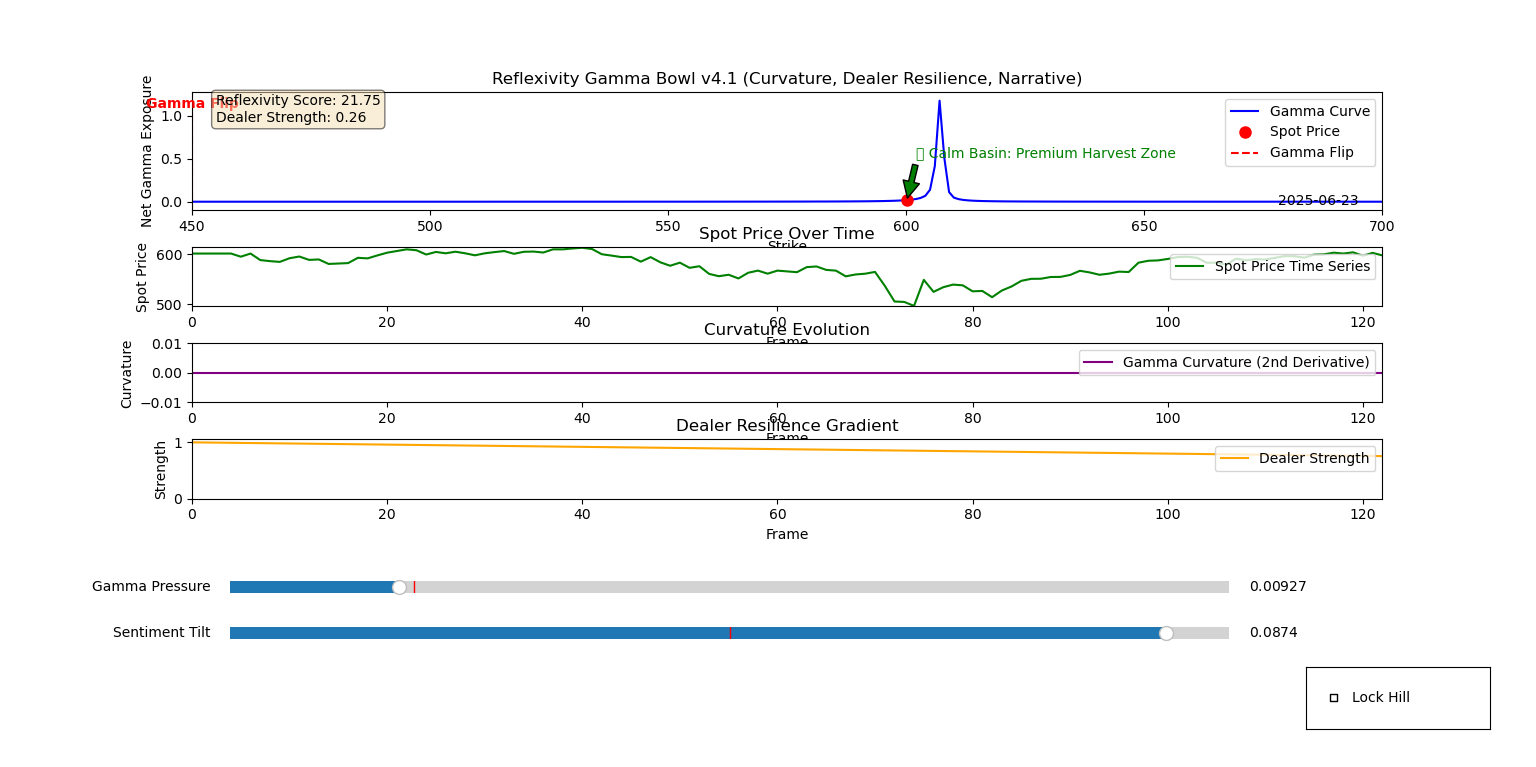 Reflexivity Gamma Bowl v4.1 (Curvature, Dealer Resilience, Narrative)
Net Gamma Exposure
Gamma Flip
Reflexivity Score: 21.75
Dealer Strength: 0.26
1.0
0.5
0.0
Calm Basin: Premium Harvest Zone
Gamma Curve
Spot Price
Gamma Flip
2025-06-23
450 500 550 600 650 700
Strike
Spot Price Over Time
Spot Price
600
500
Spot Price Time Series
0 20 40 60 80 100 120
Frame
Curvature Evolution
Curvature
0.01
0.00
−0.01
Gamma Curvature (2nd Derivative)
0 20 40 60 80 100 120
Frame
Dealer Resilience Gradient
Strength
1
0
Dealer Strength
0 20 40 60 80 100 120
Frame
Gamma Pressure 0.00927
Sentiment Tilt 0.0874
Lock Hill